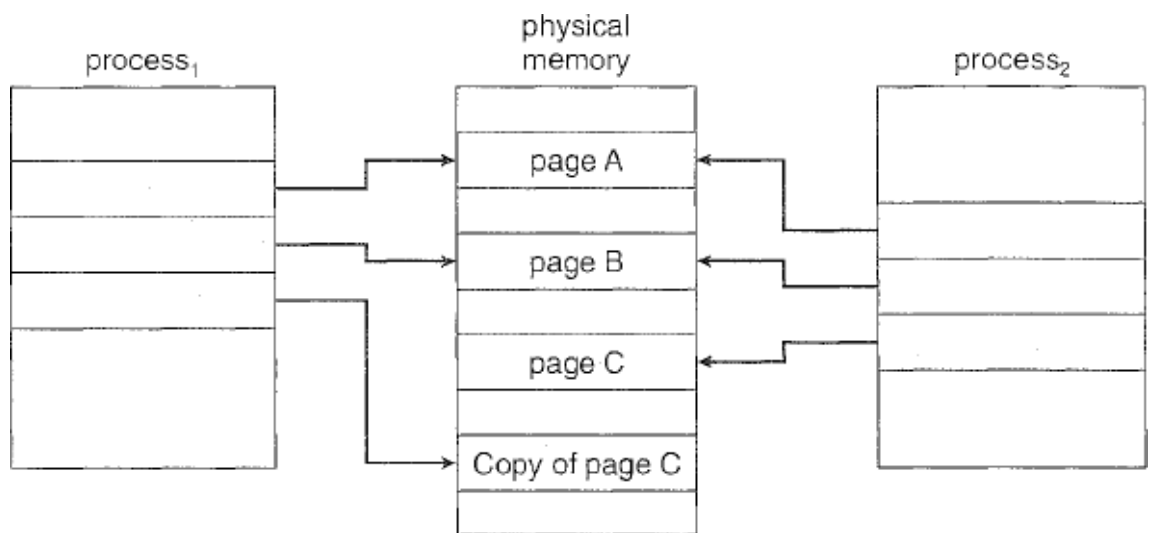 process₁
physical
memory
process₂
page A
page B
page C
Copy of page C